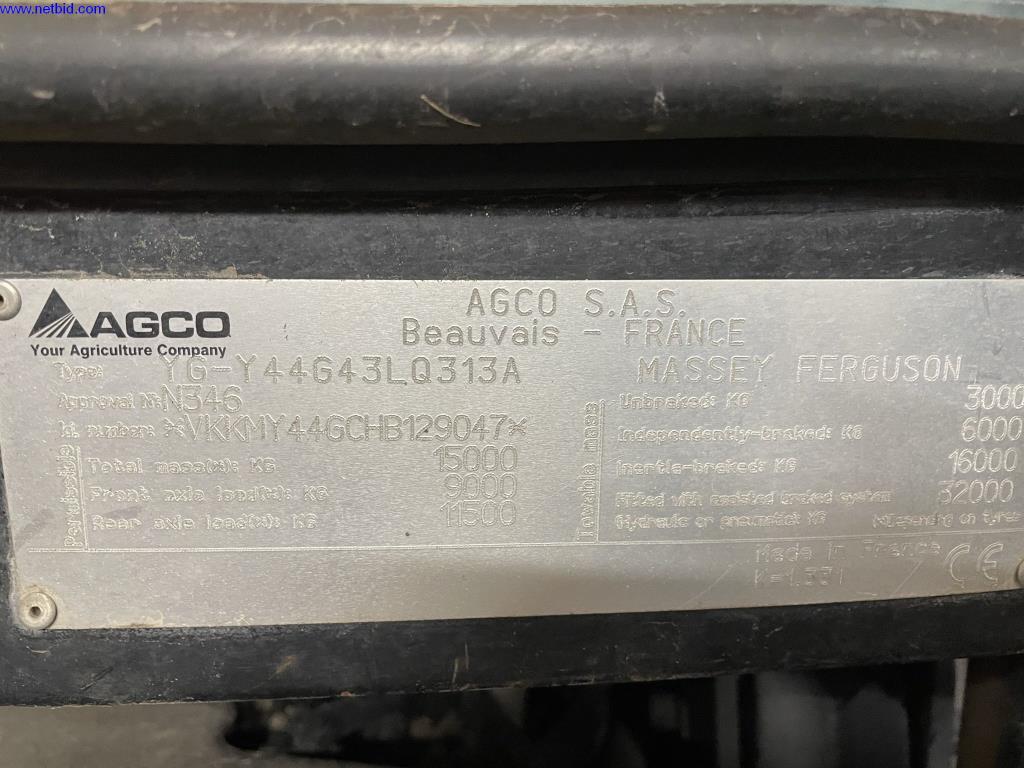 www.netbid.com
AGCO
Your Agriculture Company
AGCO S.A.S.
Beauvais - FRANCE
Type: YG-Y44G43LQ313A MASSEY FERGUSON
Approval №: N346
Id. number: *VKKMY44GCHB129047*
Permissible
Total mass(*): KG 15000
Front axle load(*): KG 9000
Rear axle load(*): KG 11500
Towable mass
Unbraked: KG 3000
Independently-braked: KG 6000
Inertia-braked: KG 16000
Fitted with assisted braked system 32000
Hydraulic or pneumatic: KG (*)Depending on tyres
Made in France
K=1.331
CE